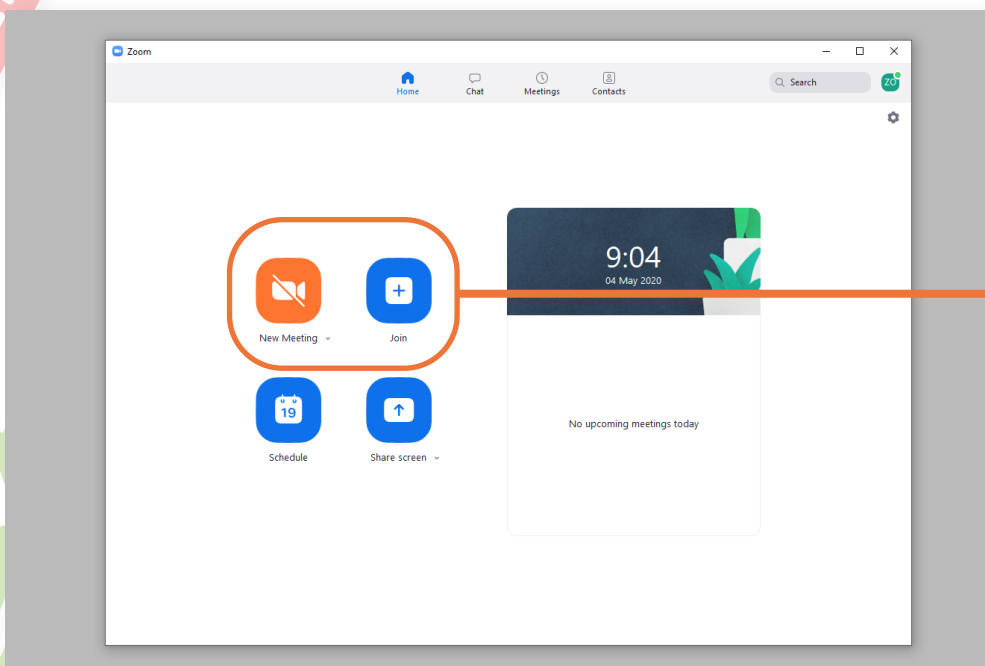 Zoom
Home
Chat
Meetings
Contacts
Search
ZO
New Meeting
Join
9:04
04 May 2020
19
Schedule
Share screen
No upcoming meetings today